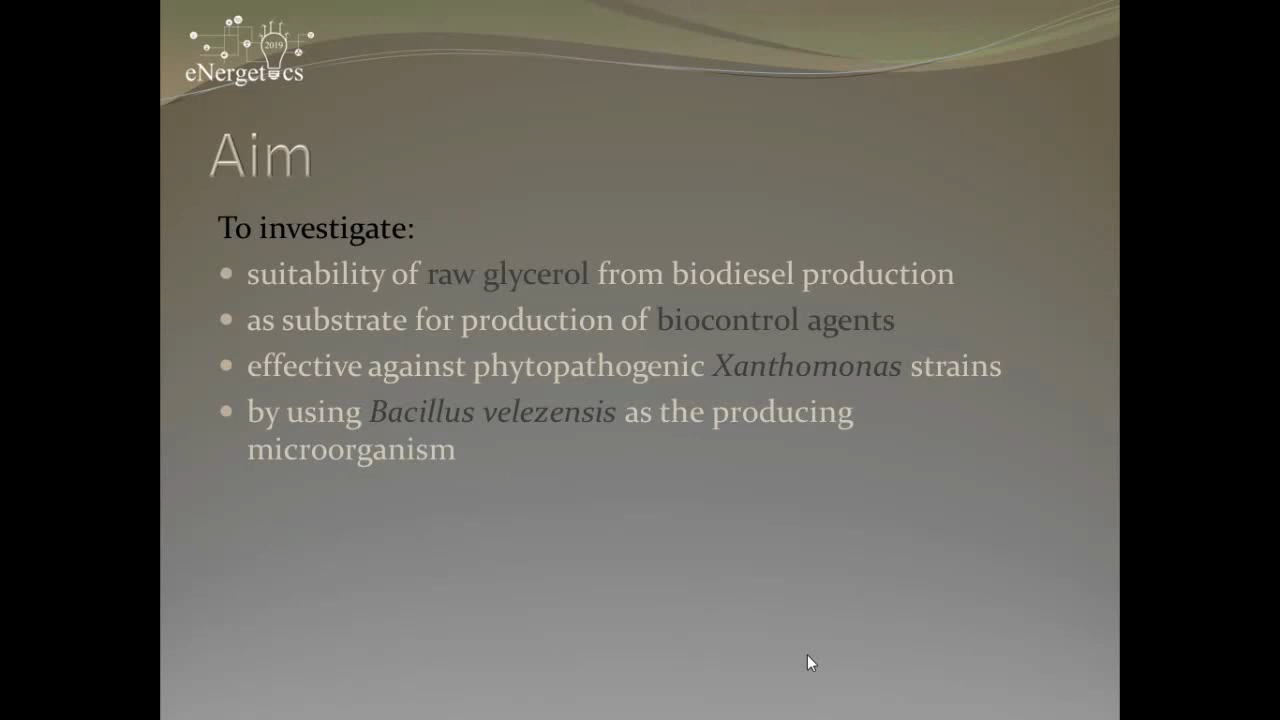 2019
eNergetics
Aim
To investigate:
suitability of raw glycerol from biodiesel production
as substrate for production of biocontrol agents
effective against phytopathogenic Xanthomonas strains
by using Bacillus velezensis as the producing
microorganism